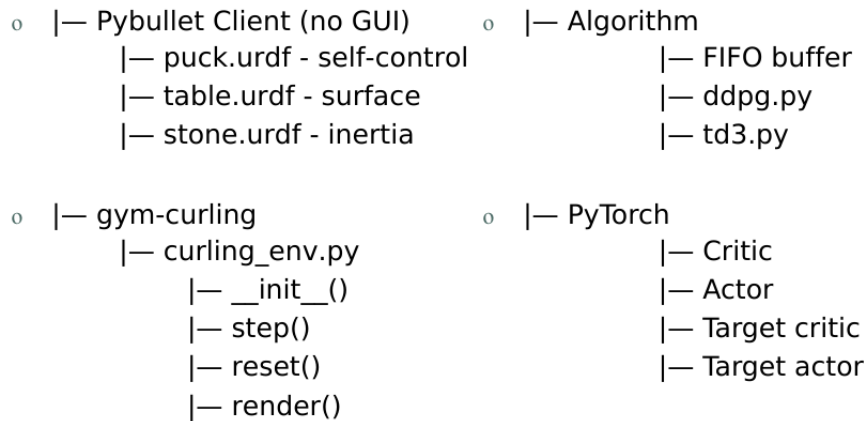 o |— Pybullet Client (no GUI)
|— puck.urdf - self-control
|— table.urdf - surface
|— stone.urdf - inertia
o |— Algorithm
|— FIFO buffer
|— ddpg.py
|— td3.py
o |— gym-curling
|— curling_env.py
|— __init__()
|— step()
|— reset()
|— render()
o |— PyTorch
|— Critic
|— Actor
|— Target critic
|— Target actor